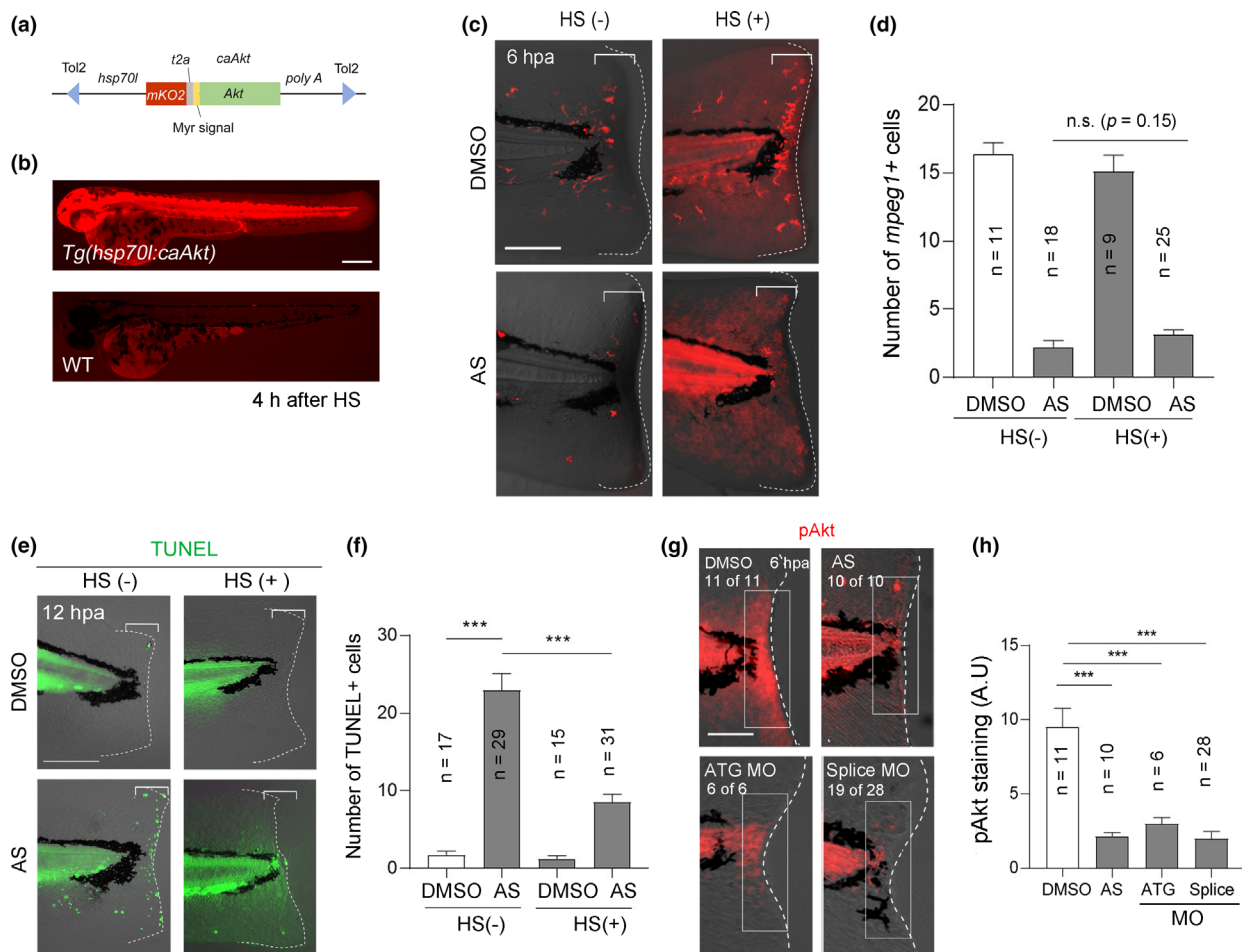 (a)
t2a
caAkt
Tol2
hsp70l
poly A
Tol2
mKO2
Akt
Myr signal
(b)
Tg(hsp70l:caAkt)
WT
4 h after HS
(c)
HS (-)
HS (+)
6 hpa
DMSO
AS
(d)
Number of mpeg1+ cells
20
15
10
5
0
n.s. (p = 0.15)
n = 11
n = 18
n = 9
n = 25
DMSO AS DMSO AS
HS(-) HS(+)
(e)
TUNEL
HS (-)
HS (+ )
12 hpa
DMSO
AS
(f)
Number of TUNEL+ cells
30
20
10
0
***
***
n = 17
n = 29
n = 15
n = 31
DMSO AS DMSO AS
HS(-) HS(+)
(g)
pAkt
DMSO 6 hpa
11 of 11
AS
10 of 10
ATG MO
6 of 6
Splice MO
19 of 28
(h)
pAkt staining (A.U)
15
10
5
0
***
***
***
n = 11
n = 10
n = 6
n = 28
DMSO AS ATG Splice
MO